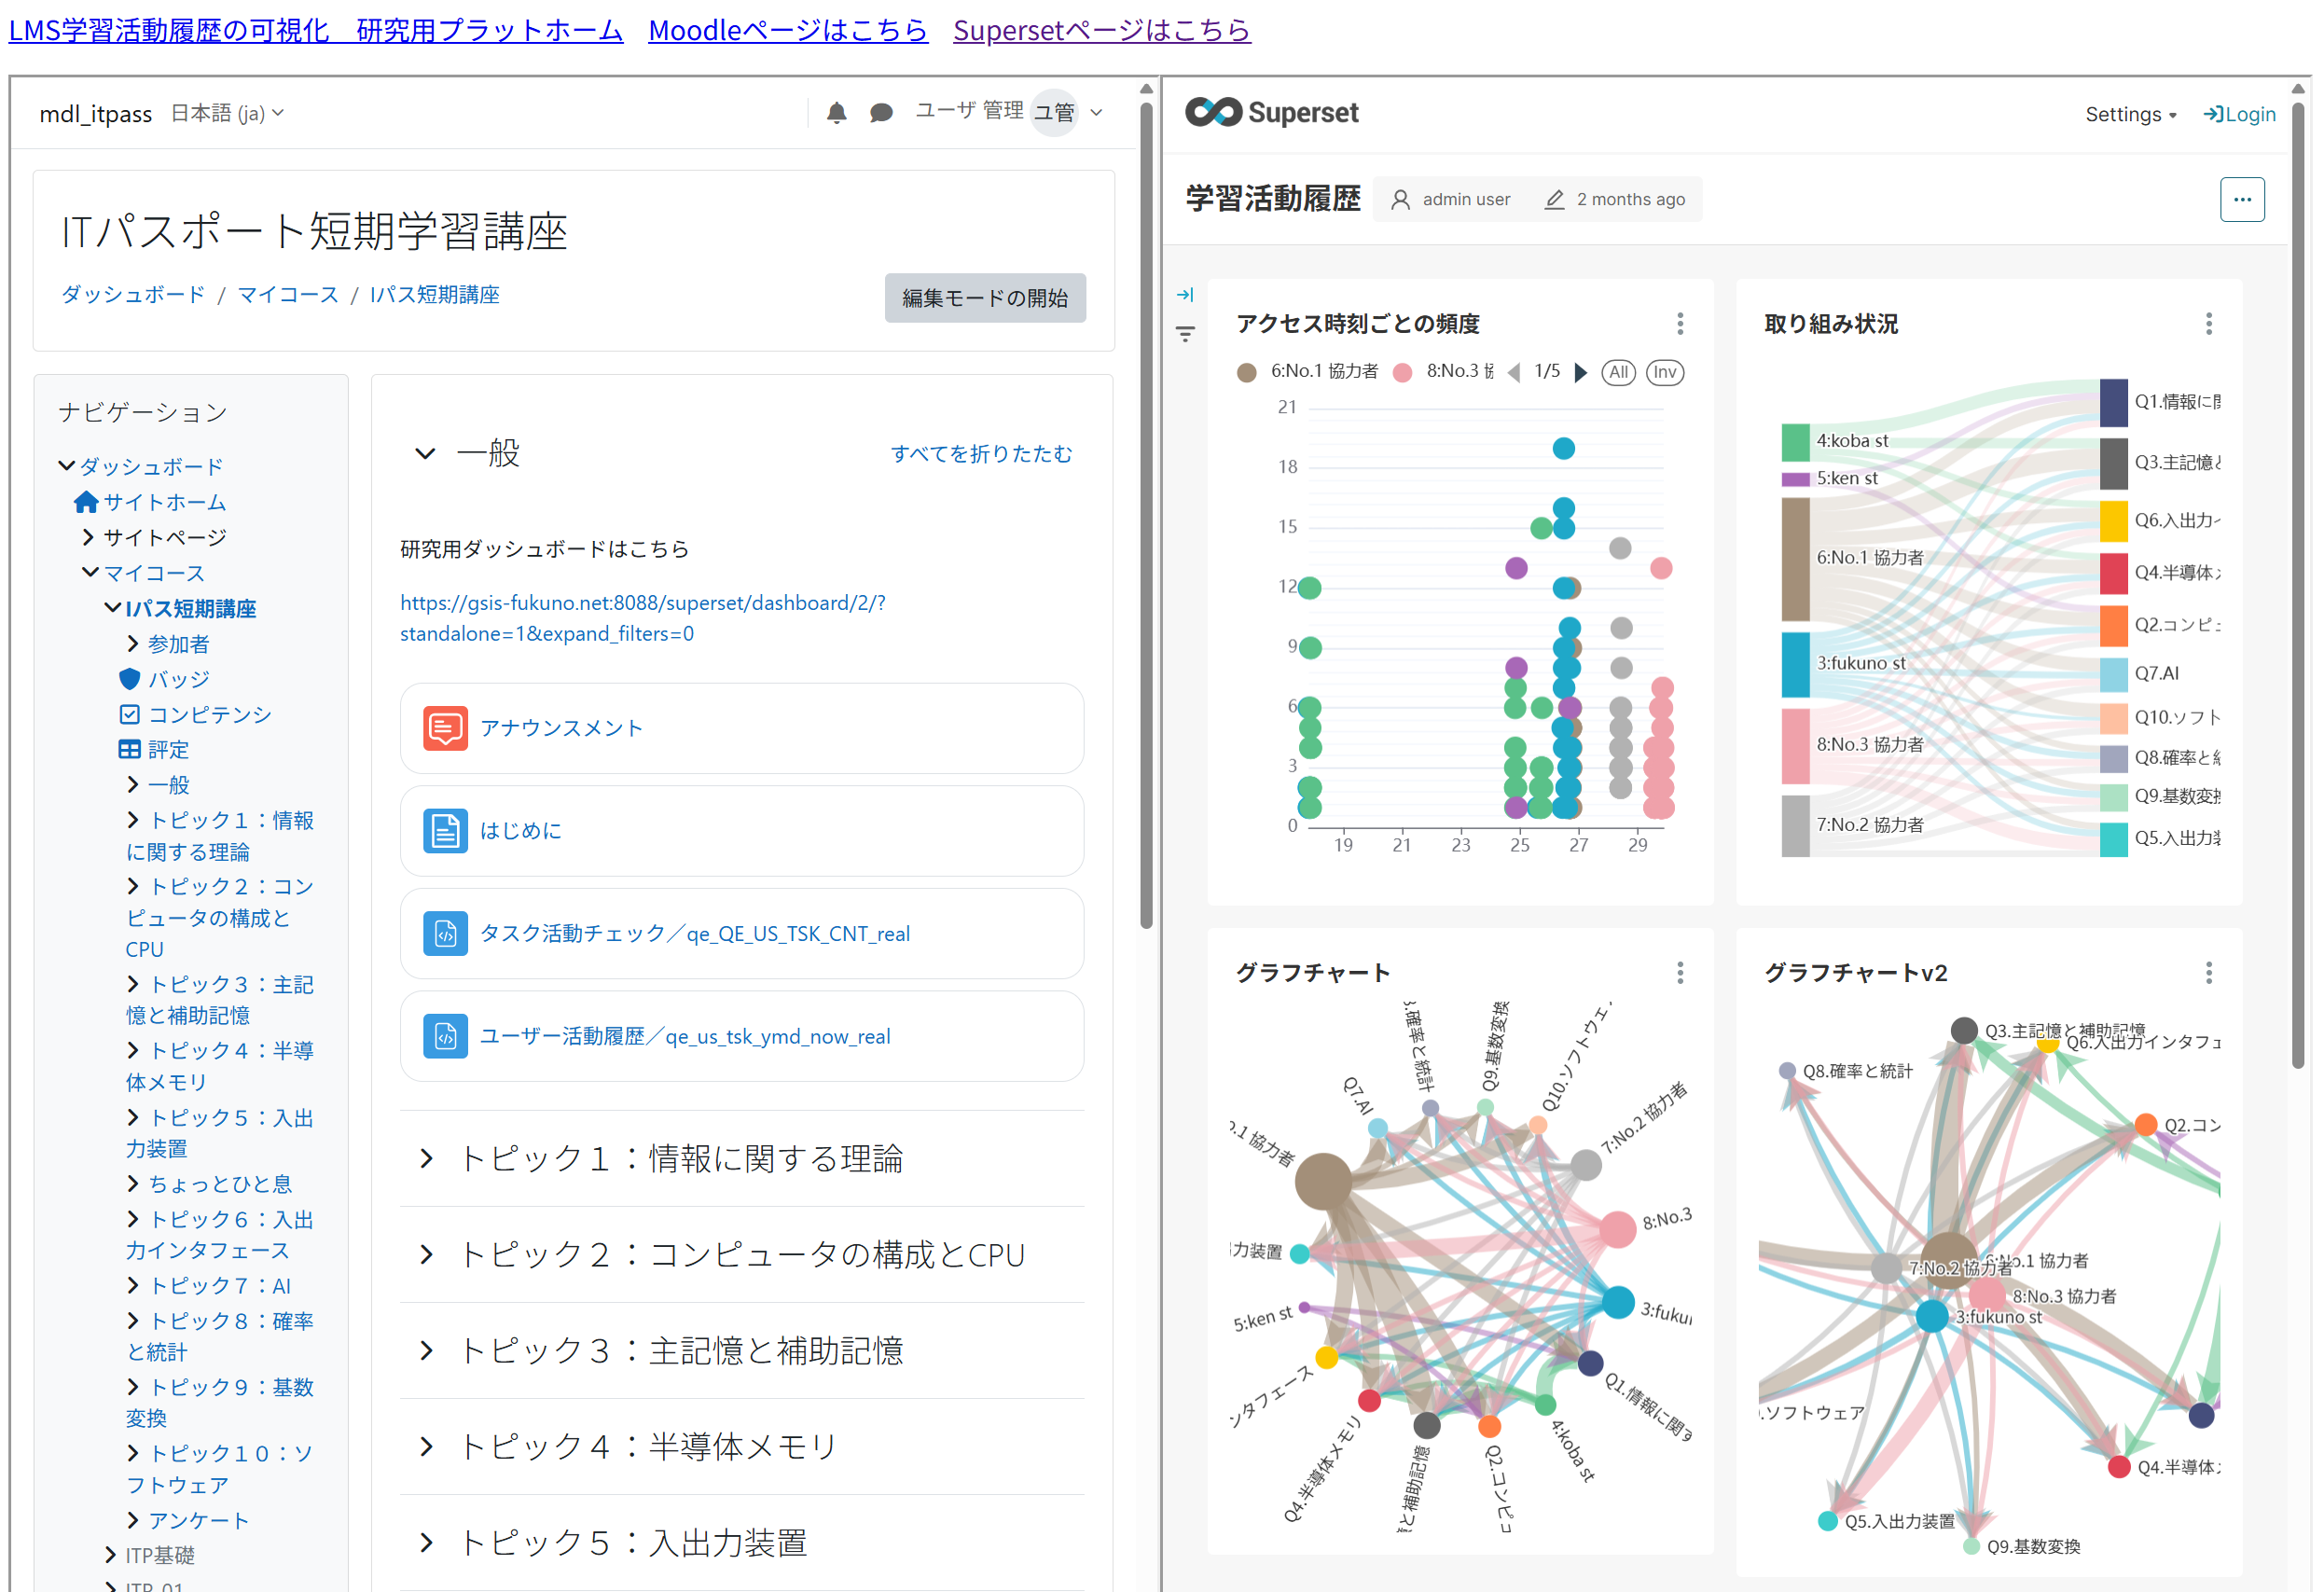 LMS学習活動履歴の可視化　研究用プラットホーム Moodleページはこちら Supersetページはこちら
mdl_itpass 日本語 (ja) ユーザ 管理 ユ管
ITパスポート短期学習講座
ダッシュボード / マイコース / Iパス短期講座
編集モードの開始
ナビゲーション
ダッシュボード
サイトホーム
サイトページ
マイコース
Iパス短期講座
参加者
バッジ
コンピテンシ
評定
一般
トピック１：情報
に関する理論
トピック２：コン
ピュータの構成と
CPU
トピック３：主記
憶と補助記憶
トピック４：半導
体メモリ
トピック５：入出
力装置
ちょっとひと息
トピック６：入出
力インタフェース
トピック７：AI
トピック８：確率
と統計
トピック９：基数
変換
トピック１０：ソ
フトウェア
アンケート
ITP基礎
ITP-01
一般
すべてを折りたたむ
研究用ダッシュボードはこちら
https://gsis-fukuno.net:8088/superset/dashboard/2/?
standalone=1&expand_filters=0
アナウンスメント
はじめに
タスク活動チェック／qe_QE_US_TSK_CNT_real
ユーザー活動履歴／qe_us_tsk_ymd_now_real
トピック１：情報に関する理論
トピック２：コンピュータの構成とCPU
トピック３：主記憶と補助記憶
トピック４：半導体メモリ
トピック５：入出力装置
Superset
Settings Login
学習活動履歴 admin user 2 months ago
アクセス時刻ごとの頻度
6:No.1 協力者 8:No.3 1/5 All Inv
21
18
15
12
9
6
3
0
19 21 23 25 27 29
取り組み状況
4:koba st
5:ken st
6:No.1 協力者
3:fukuno st
8:No.3 協力者
7:No.2 協力者
Q1.情報に
Q3.主記憶と
Q6.入出力
Q4.半導体
Q2.コンピュ
Q7.AI
Q10.ソフト
Q8.確率と
Q9.基数変換
Q5.入出力装
グラフチャート
3.確率と統計
Q9.基数変換
Q10.ソフトウェ
Q7.AI
7:No.2 協力者
.1 協力者
8:No.3
力装置
5:ken st
3:fuku
ンタフェース
Q1.情報に関す
Q4.半導体メモリ
と補助記憶
Q2.コンピュ
4:koba st
グラフチャートv2
Q3.主記憶と補助記憶
Q6.入出力インタフェ
Q8.確率と統計
Q2.コン
6:No.1 協力者
7:No.2 協力者
8:No.3 協力者
3:fukuno st
.ソフトウェア
Q4.半導体
Q5.入出力装置
Q9.基数変換